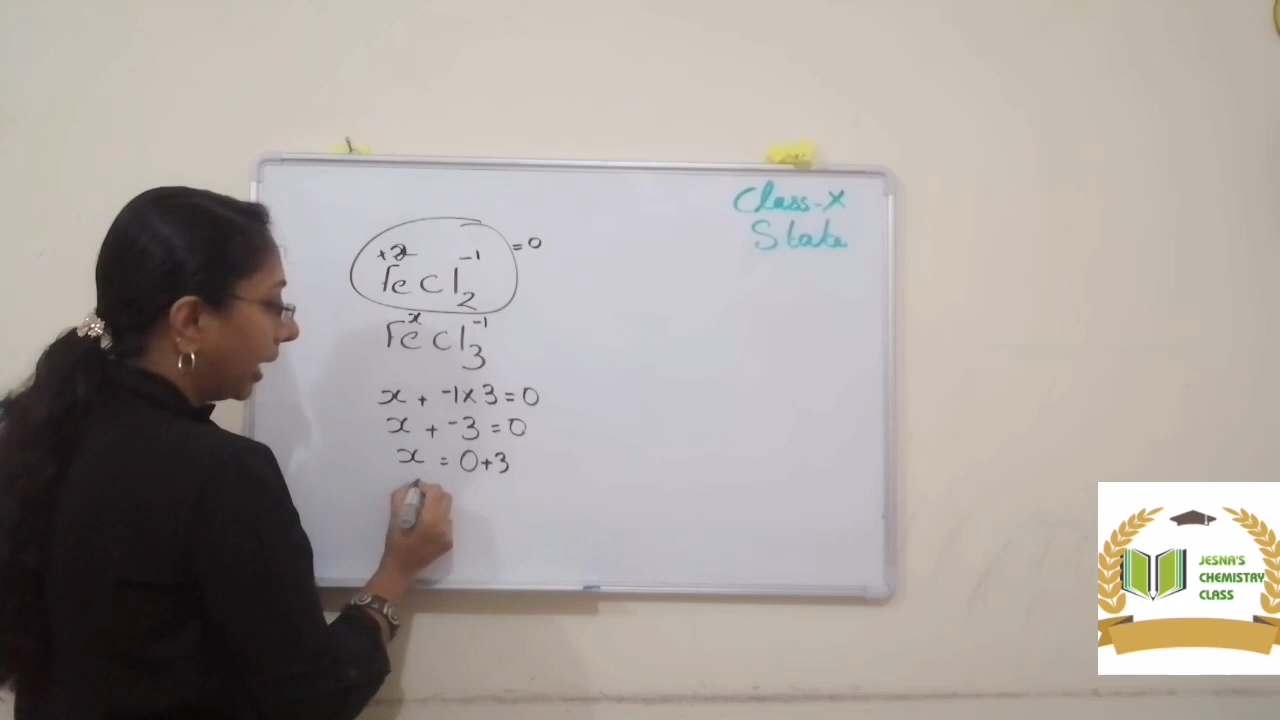 Class-X
State
+2 -1 = 0
FeCl2
x -1
FeCl3
x + -1 x 3 = 0
x + -3 = 0
x = 0+3
JESNA'S
CHEMISTRY
CLASS